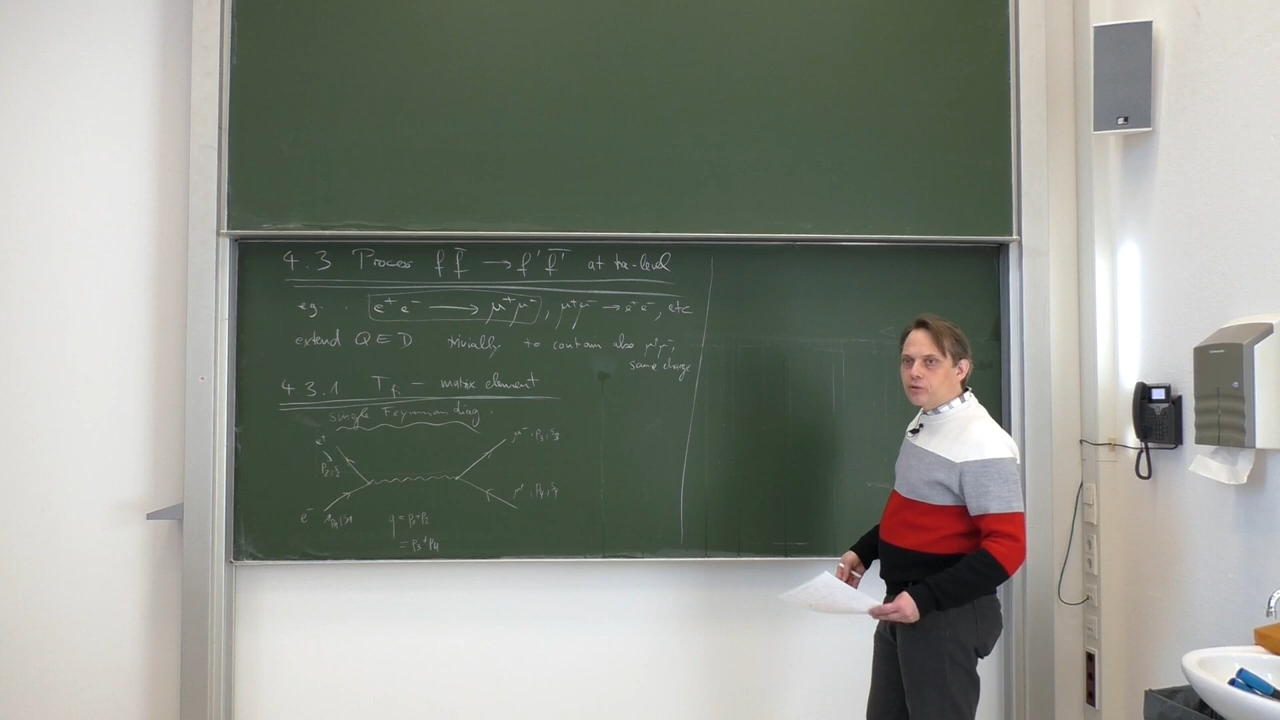 4.3 Process f f̄ → f' f̄' at tree-level
e.g. e⁺e⁻ → μ⁺μ⁻, μ⁺μ⁻ → e⁺e⁻, etc
extend QED trivially to contain also μ⁺μ⁻,
same charge
4.3.1 T_fi - matrix element
single Feynman diag.
e⁺
p₂, s₂
μ⁻, p₃, s₃
e⁻ p₁, s₁
μ⁺, p₄, s₄
q = p₁+p₂
= p₃+p₄